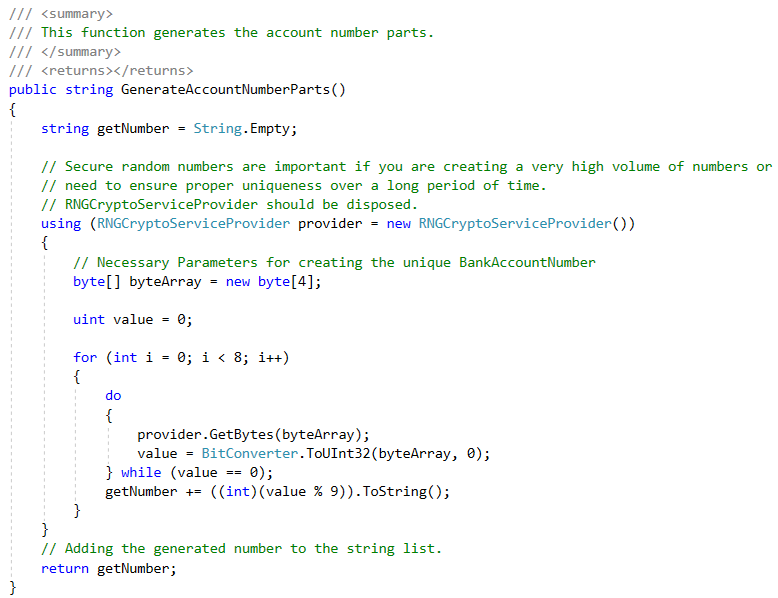 /// <summary>
/// This function generates the account number parts.
/// </summary>
/// <returns></returns>
public string GenerateAccountNumberParts()
{
    string getNumber = String.Empty;

    // Secure random numbers are important if you are creating a very high volume of numbers or
    // need to ensure proper uniqueness over a long period of time.
    // RNGCryptoServiceProvider should be disposed.
    using (RNGCryptoServiceProvider provider = new RNGCryptoServiceProvider())
    {
        // Necessary Parameters for creating the unique BankAccountNumber
        byte[] byteArray = new byte[4];

        uint value = 0;

        for (int i = 0; i < 8; i++)
        {
            do
            {
                provider.GetBytes(byteArray);
                value = BitConverter.ToUInt32(byteArray, 0);
            } while (value == 0);
            getNumber += ((int)(value % 9)).ToString();
        }
    }
    // Adding the generated number to the string list.
    return getNumber;
}